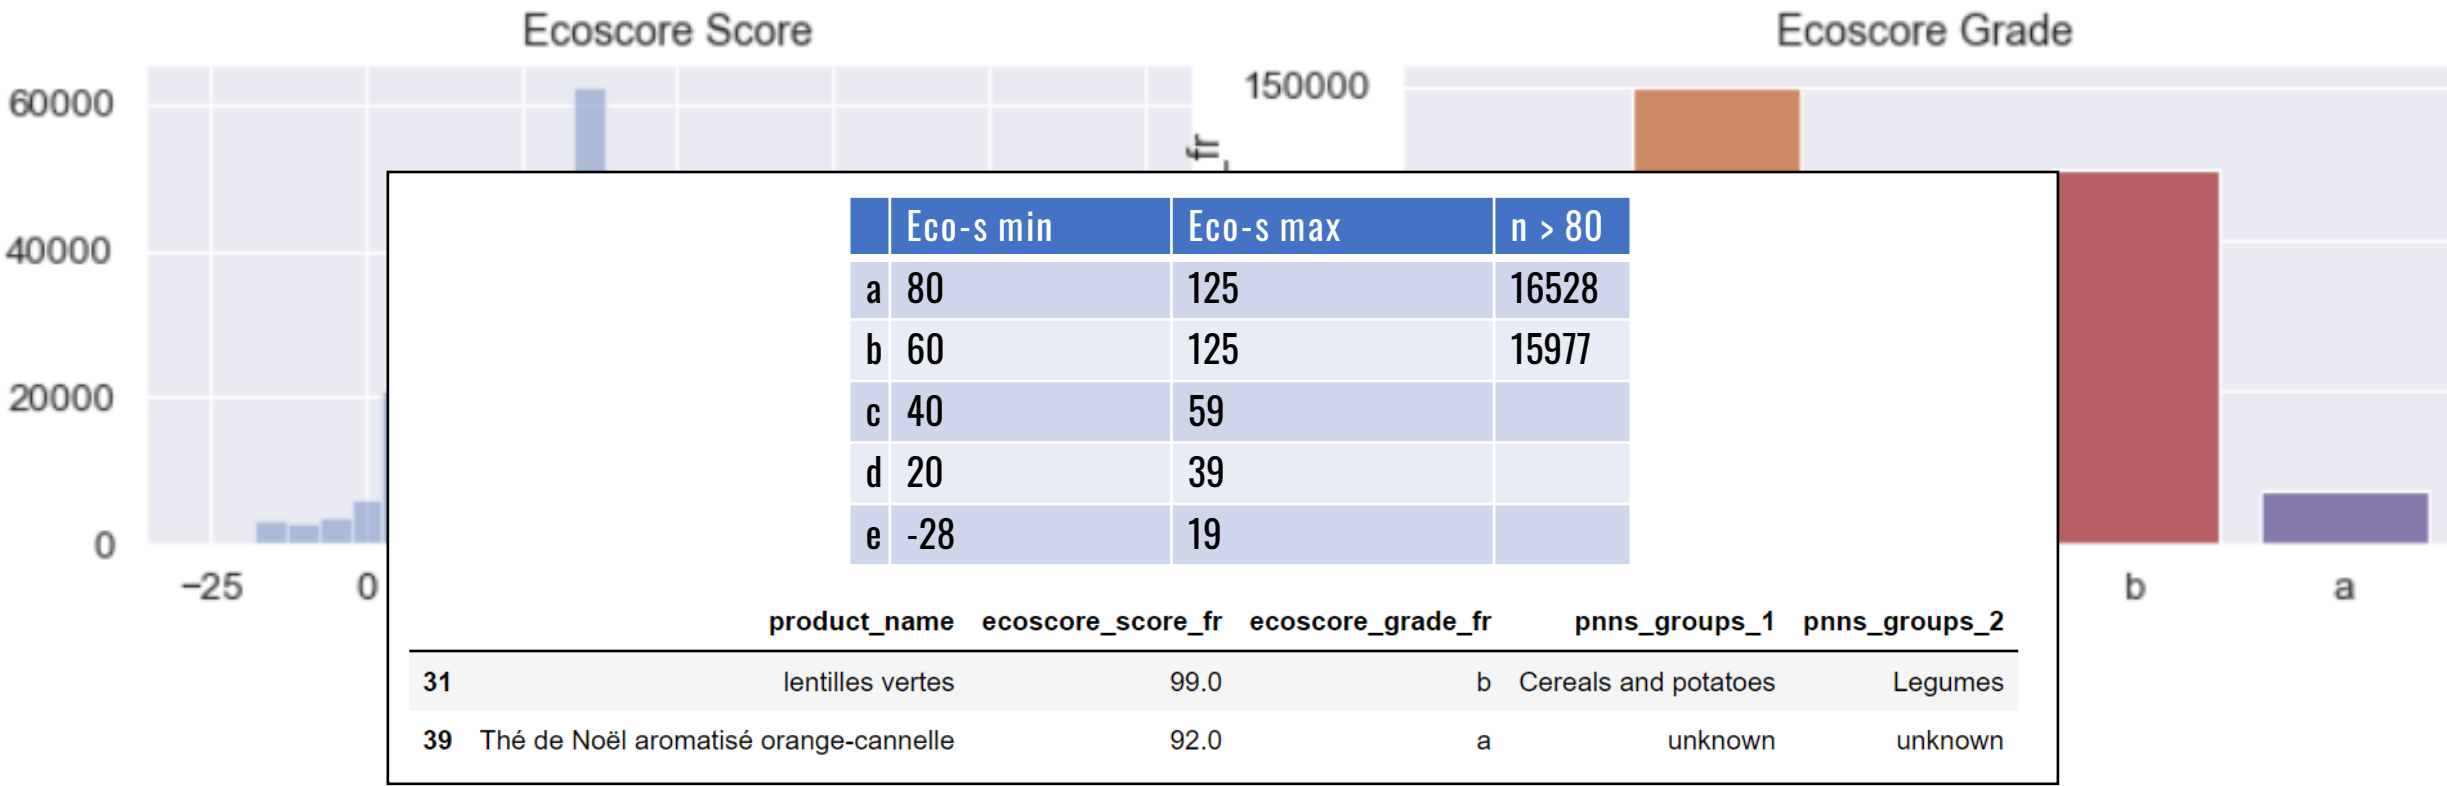 Ecoscore Score
Ecoscore Grade
60000
40000
20000
0
−25 0
150000
_fr
b a
Eco-s min Eco-s max n > 80
a 80 125 16528
b 60 125 15977
c 40 59
d 20 39
e -28 19
product_name ecoscore_score_fr ecoscore_grade_fr pnns_groups_1 pnns_groups_2
31 lentilles vertes 99.0 b Cereals and potatoes Legumes
39 Thé de Noël aromatisé orange-cannelle 92.0 a unknown unknown